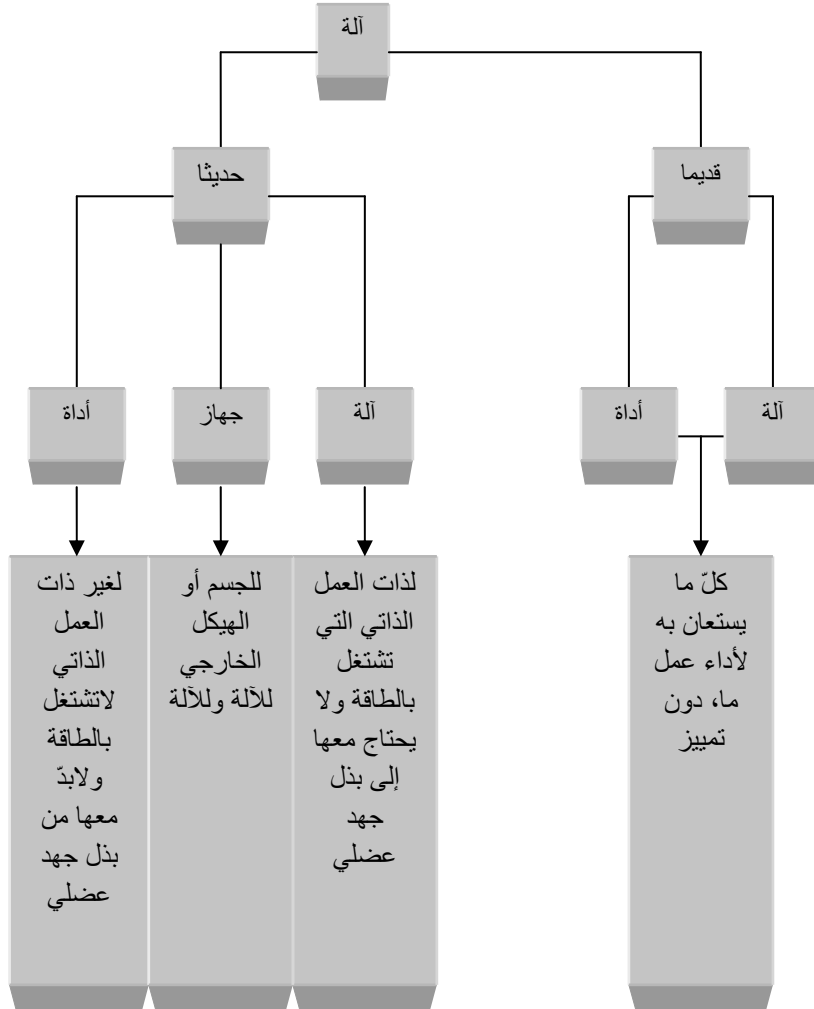 آلة
قديما
حديثا
آلة
أداة
آلة
جهاز
أداة
كلّ ما
يستعان به
لأداء عمل
ما، دون
تمييز
لذات العمل
الذاتي التي
تشتغل
بالطاقة ولا
يحتاج معها
إلى بذل
جهد
عضلي
للجسم أو
الهيكل
الخارجي
للآلة وللآلة
لغير ذات
العمل
الذاتي
لاتشتغل
بالطاقة
ولابدّ
معها من
بذل جهد
عضلي